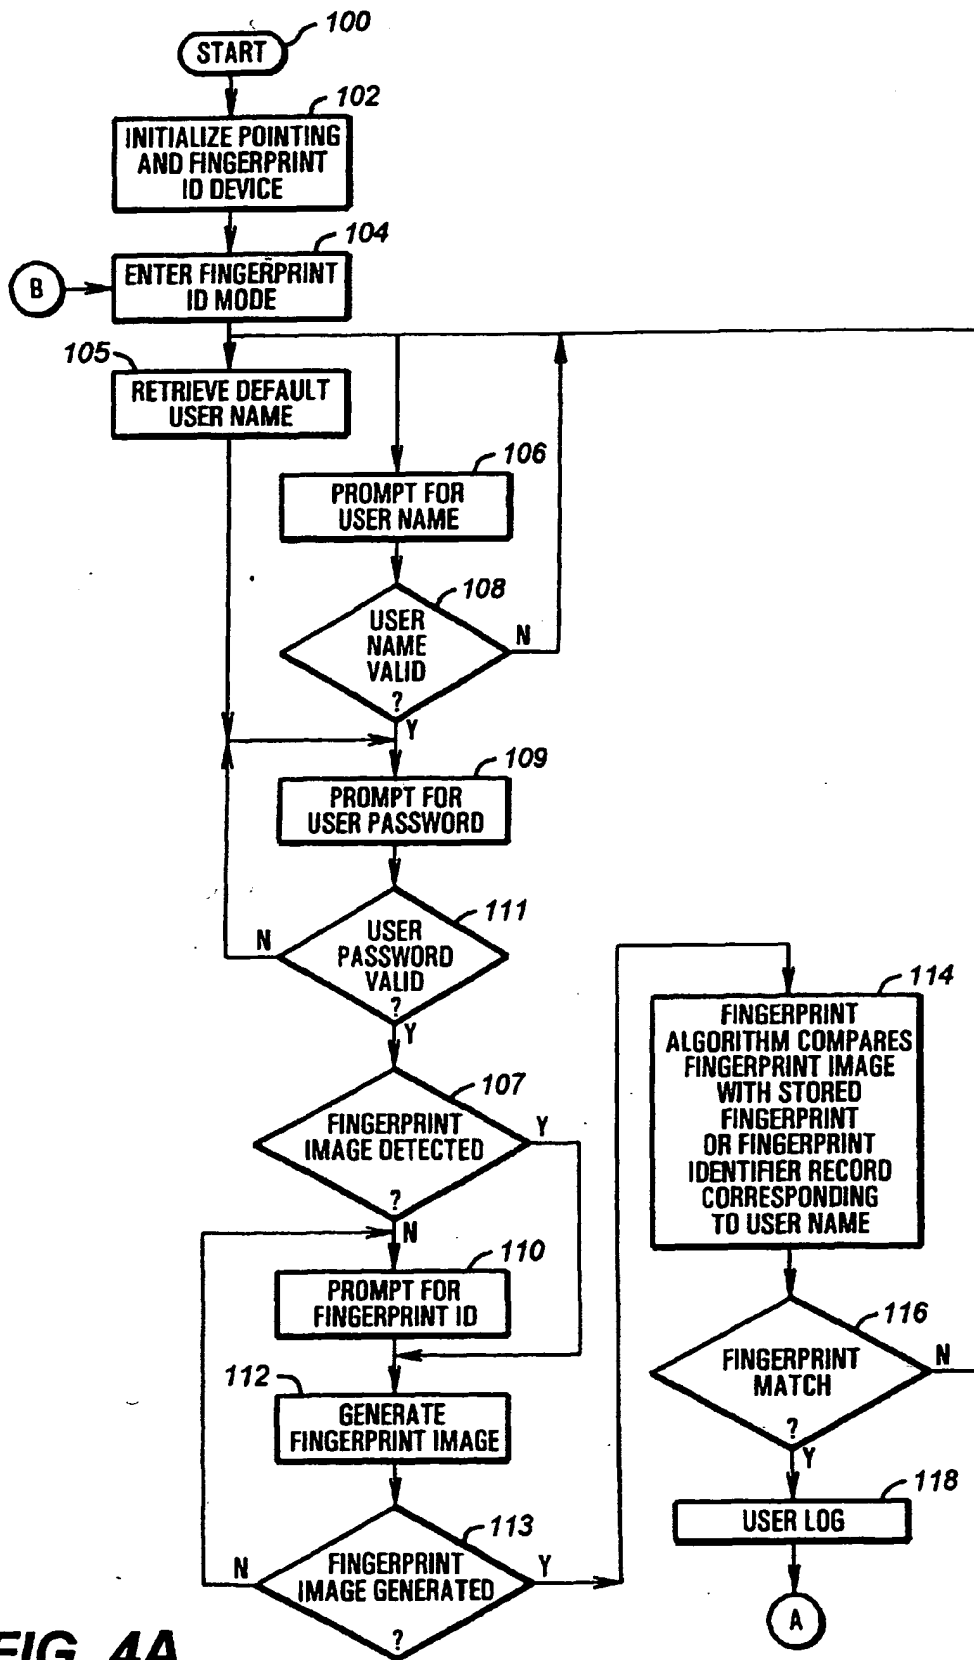 100
START
102
INITIALIZE POINTING
AND FINGERPRINT
ID DEVICE
104
B
ENTER FINGERPRINT
ID MODE
105
RETRIEVE DEFAULT
USER NAME
106
PROMPT FOR
USER NAME
108
USER
NAME
VALID
?
N
Y
109
PROMPT FOR
USER PASSWORD
111
USER
PASSWORD
VALID
?
N
Y
107
FINGERPRINT
IMAGE DETECTED
?
Y
N
110
PROMPT FOR
FINGERPRINT ID
112
GENERATE
FINGERPRINT IMAGE
113
FINGERPRINT
IMAGE GENERATED
?
N
Y
114
FINGERPRINT
ALGORITHM COMPARES
FINGERPRINT IMAGE
WITH STORED
FINGERPRINT
OR FINGERPRINT
IDENTIFIER RECORD
CORRESPONDING
TO USER NAME
116
FINGERPRINT
MATCH
?
N
Y
118
USER LOG
A
FIG. 4A